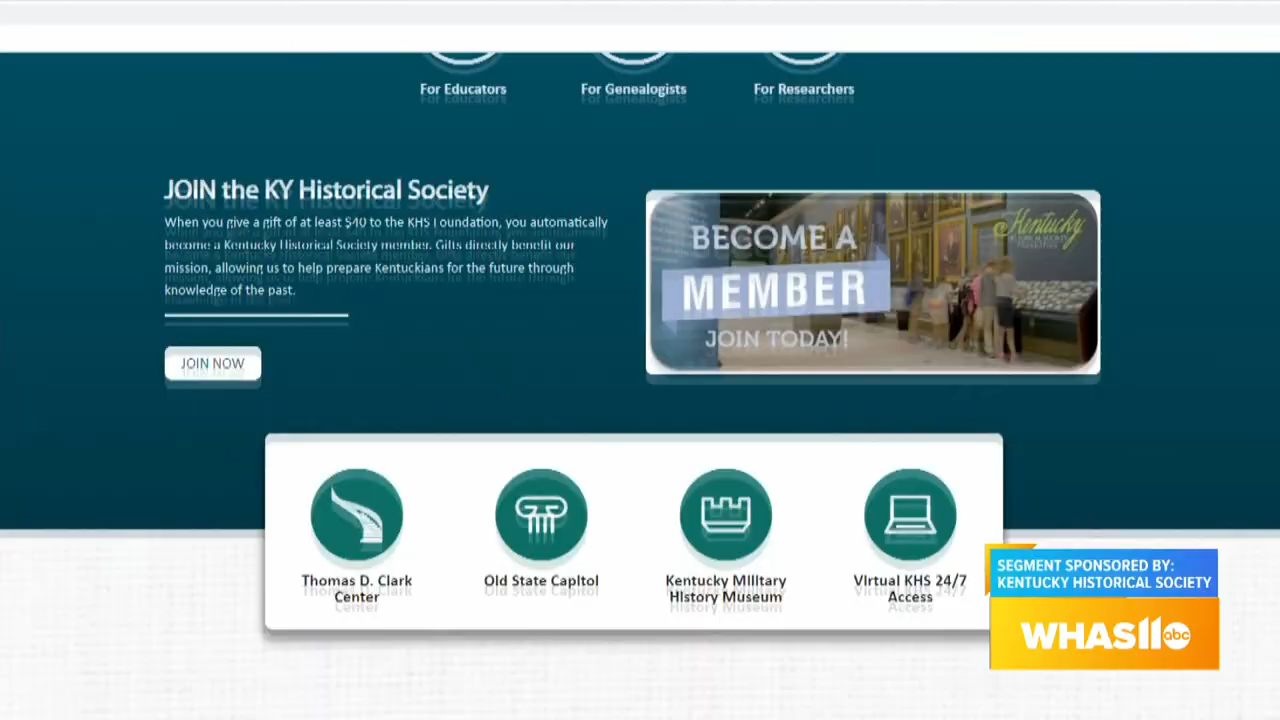 For Educators
For Genealogists
For Researchers
JOIN the KY Historical Society
When you give a gift of at least $40 to the KHS Foundation, you automatically
become a Kentucky Historical Society member. Gifts directly benefit our
mission, allowing us to help prepare Kentuckians for the future through
knowledge of the past.
JOIN NOW
BECOME A
MEMBER
JOIN TODAY!
Kentucky
Thomas D. Clark
Center
Old State Capitol
Kentucky Military
History Museum
Virtual KHS 24/7
Access
SEGMENT SPONSORED BY:
KENTUCKY HISTORICAL SOCIETY
WHAS11 abc